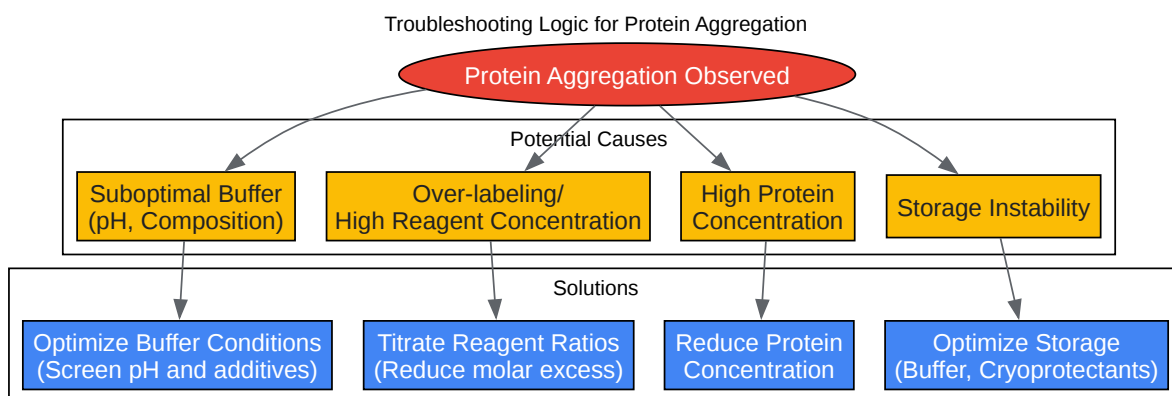 Troubleshooting Logic for Protein Aggregation
Protein Aggregation Observed
Potential Causes
Suboptimal Buffer
(pH, Composition)
Over-labeling/
High Reagent Concentration
High Protein
Concentration
Storage Instability
Solutions
Optimize Buffer Conditions
(Screen pH and additives)
Titrate Reagent Ratios
(Reduce molar excess)
Reduce Protein
Concentration
Optimize Storage
(Buffer, Cryoprotectants)